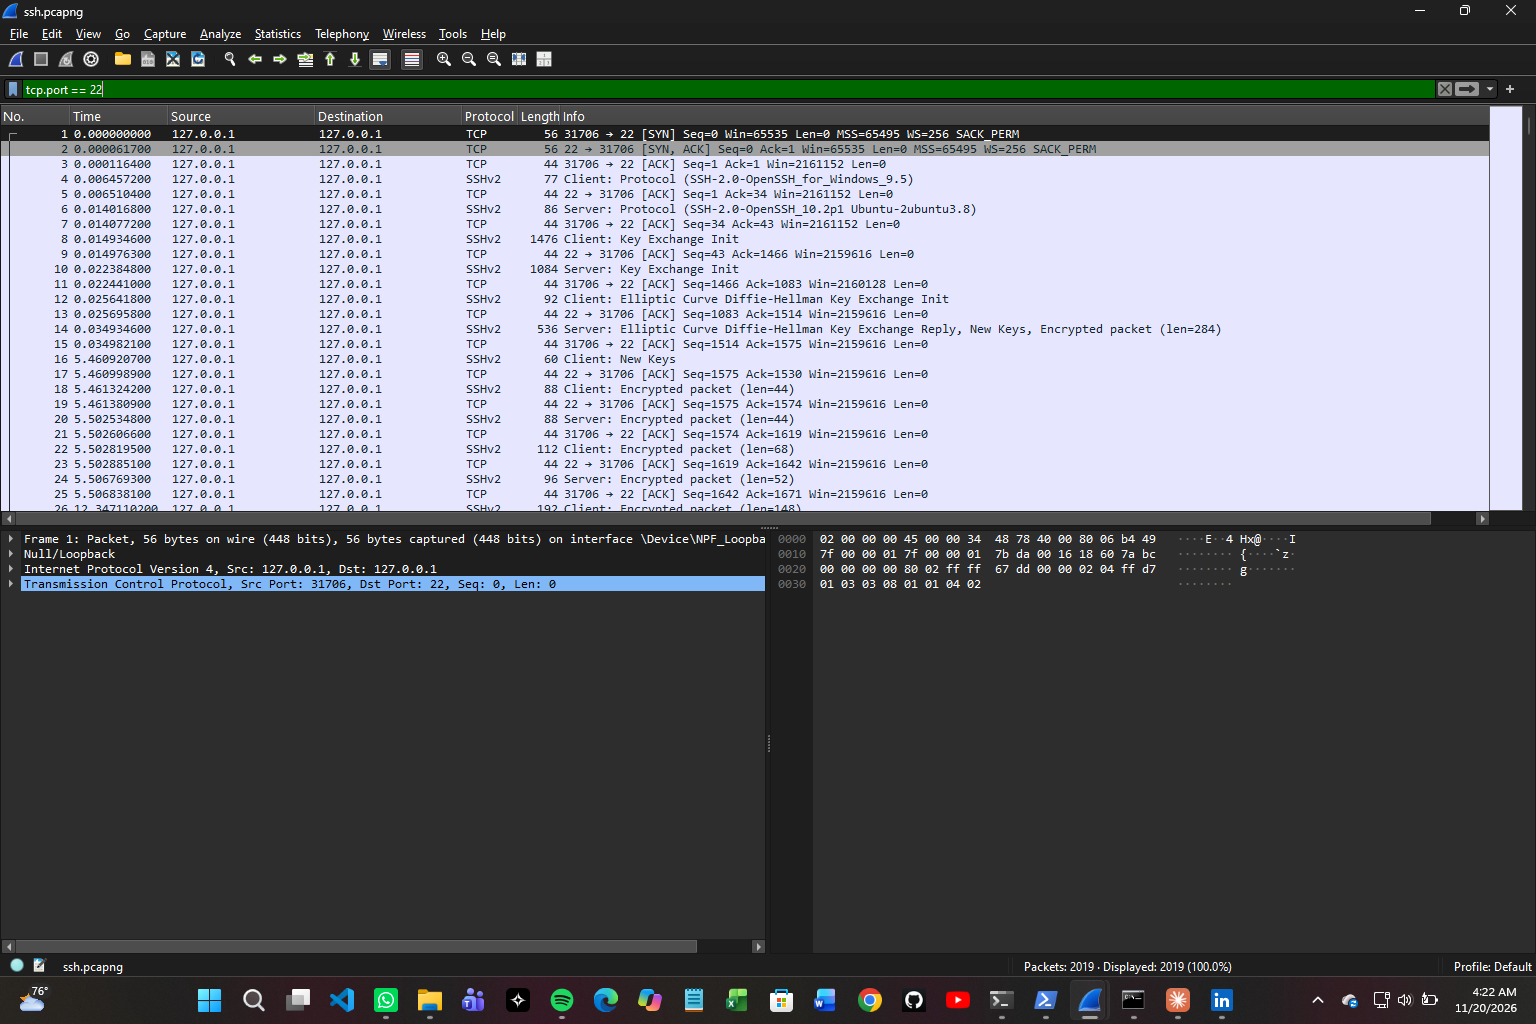 ssh.pcapng
File Edit View Go Capture Analyze Statistics Telephony Wireless Tools Help
tcp.port == 22
No. Time Source Destination Protocol Length Info
1 0.000000000 127.0.0.1 127.0.0.1 TCP 56 31706 → 22 [SYN] Seq=0 Win=65535 Len=0 MSS=65495 WS=256 SACK_PERM
2 0.000061700 127.0.0.1 127.0.0.1 TCP 56 22 → 31706 [SYN, ACK] Seq=0 Ack=1 Win=65535 Len=0 MSS=65495 WS=256 SACK_PERM
3 0.000116400 127.0.0.1 127.0.0.1 TCP 44 31706 → 22 [ACK] Seq=1 Ack=1 Win=2161152 Len=0
4 0.006457200 127.0.0.1 127.0.0.1 SSHv2 77 Client: Protocol (SSH-2.0-OpenSSH_for_Windows_9.5)
5 0.006510400 127.0.0.1 127.0.0.1 TCP 44 22 → 31706 [ACK] Seq=1 Ack=34 Win=2161152 Len=0
6 0.014016800 127.0.0.1 127.0.0.1 SSHv2 86 Server: Protocol (SSH-2.0-OpenSSH_10.2p1 Ubuntu-2ubuntu3.8)
7 0.014077200 127.0.0.1 127.0.0.1 TCP 44 31706 → 22 [ACK] Seq=34 Ack=43 Win=2161152 Len=0
8 0.014934600 127.0.0.1 127.0.0.1 SSHv2 1476 Client: Key Exchange Init
9 0.014976300 127.0.0.1 127.0.0.1 TCP 44 22 → 31706 [ACK] Seq=43 Ack=1466 Win=2159616 Len=0
10 0.022384800 127.0.0.1 127.0.0.1 SSHv2 1084 Server: Key Exchange Init
11 0.022441000 127.0.0.1 127.0.0.1 TCP 44 31706 → 22 [ACK] Seq=1466 Ack=1083 Win=2160128 Len=0
12 0.025641800 127.0.0.1 127.0.0.1 SSHv2 92 Client: Elliptic Curve Diffie-Hellman Key Exchange Init
13 0.025695800 127.0.0.1 127.0.0.1 TCP 44 22 → 31706 [ACK] Seq=1083 Ack=1514 Win=2159616 Len=0
14 0.034934600 127.0.0.1 127.0.0.1 SSHv2 536 Server: Elliptic Curve Diffie-Hellman Key Exchange Reply, New Keys, Encrypted packet (len=284)
15 0.034982100 127.0.0.1 127.0.0.1 TCP 44 31706 → 22 [ACK] Seq=1514 Ack=1575 Win=2159616 Len=0
16 5.460920700 127.0.0.1 127.0.0.1 SSHv2 60 Client: New Keys
17 5.460998900 127.0.0.1 127.0.0.1 TCP 44 22 → 31706 [ACK] Seq=1575 Ack=1530 Win=2159616 Len=0
18 5.461324200 127.0.0.1 127.0.0.1 SSHv2 88 Client: Encrypted packet (len=44)
19 5.461380900 127.0.0.1 127.0.0.1 TCP 44 22 → 31706 [ACK] Seq=1575 Ack=1574 Win=2159616 Len=0
20 5.502534800 127.0.0.1 127.0.0.1 SSHv2 88 Server: Encrypted packet (len=44)
21 5.502606600 127.0.0.1 127.0.0.1 TCP 44 31706 → 22 [ACK] Seq=1574 Ack=1619 Win=2159616 Len=0
22 5.502819500 127.0.0.1 127.0.0.1 SSHv2 112 Client: Encrypted packet (len=68)
23 5.502885100 127.0.0.1 127.0.0.1 TCP 44 22 → 31706 [ACK] Seq=1619 Ack=1642 Win=2159616 Len=0
24 5.506769300 127.0.0.1 127.0.0.1 SSHv2 96 Server: Encrypted packet (len=52)
25 5.506838100 127.0.0.1 127.0.0.1 TCP 44 31706 → 22 [ACK] Seq=1642 Ack=1671 Win=2159616 Len=0
26 12.347110200 127.0.0.1 127.0.0.1 SSHv2 192 Client: Encrypted packet (len=148)
Frame 1: Packet, 56 bytes on wire (448 bits), 56 bytes captured (448 bits) on interface \Device\NPF_Loopba
Null/Loopback
Internet Protocol Version 4, Src: 127.0.0.1, Dst: 127.0.0.1
Transmission Control Protocol, Src Port: 31706, Dst Port: 22, Seq: 0, Len: 0
0000 02 00 00 00 45 00 00 34 48 78 40 00 80 06 b4 49 ····E··4 Hx@····I
0010 7f 00 00 01 7f 00 00 01 7b da 00 16 18 60 7a bc ········ {····`z·
0020 00 00 00 00 80 02 ff ff 67 dd 00 00 02 04 ff d7 ········ g·······
0030 01 03 03 08 01 01 04 02 ········
ssh.pcapng
Packets: 2019 · Displayed: 2019 (100.0%)
Profile: Default
76°
4:22 AM
11/20/2026